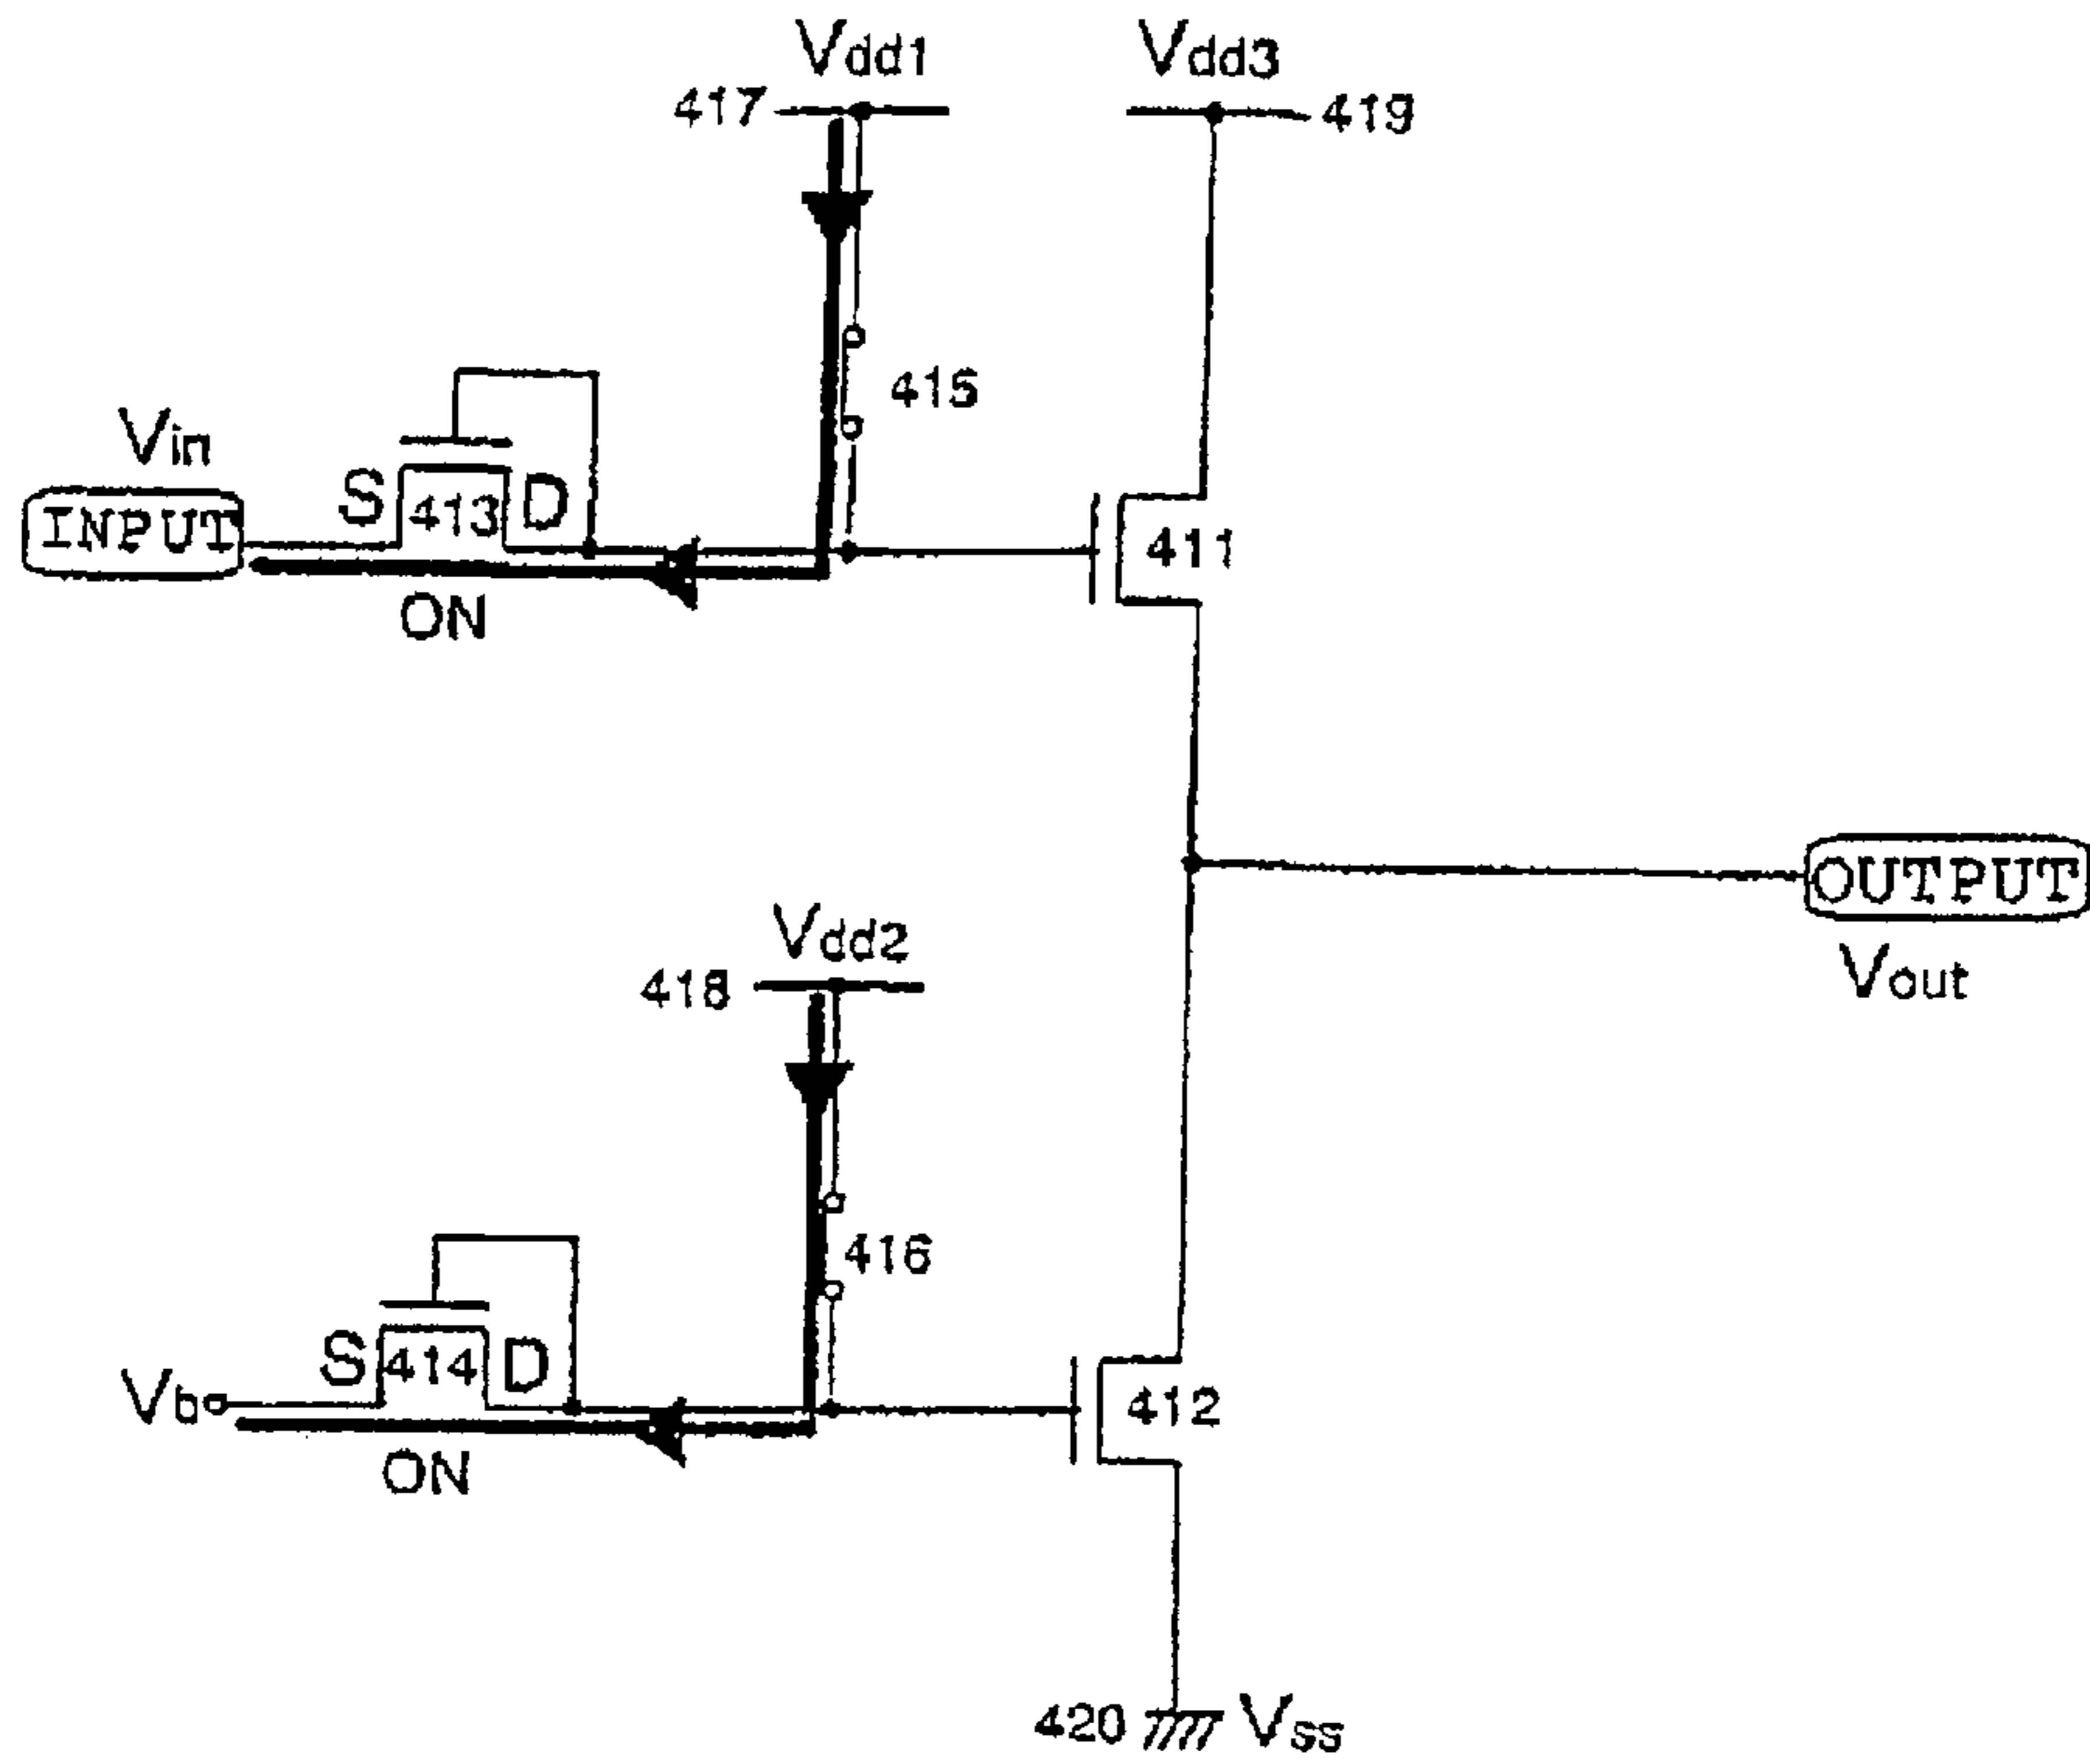 Vdd1
Vdd3
417
419
415
Vin
S
413
D
INPUT
411
ON
OUTPUT
Vdd2
418
Vout
416
S
414
D
Vb
412
ON
420
Vss